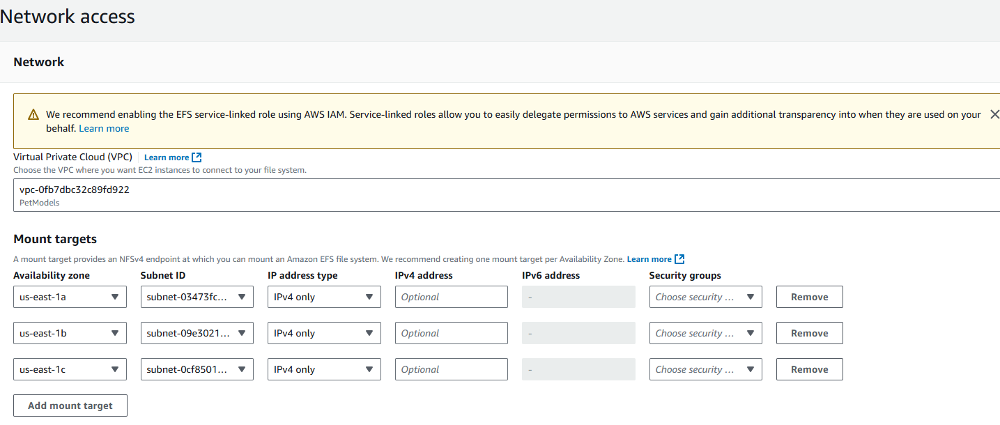 Network access
Network
We recommend enabling the EFS service-linked role using AWS IAM. Service-linked roles allow you to easily delegate permissions to AWS services and gain additional transparency into when they are used on your
behalf. Learn more
Virtual Private Cloud (VPC) Learn more
Choose the VPC where you want EC2 instances to connect to your file system.
vpc-0fb7dbc32c89fd922
PetModels
Mount targets
A mount target provides an NFSv4 endpoint at which you can mount an Amazon EFS file system. We recommend creating one mount target per Availability Zone. Learn more
Availability zone Subnet ID IP address type IPv4 address IPv6 address Security groups
us-east-1a subnet-03473fc... IPv4 only Optional - Choose security ... Remove
us-east-1b subnet-09e3021... IPv4 only Optional - Choose security ... Remove
us-east-1c subnet-0cf8501... IPv4 only Optional - Choose security ... Remove
Add mount target